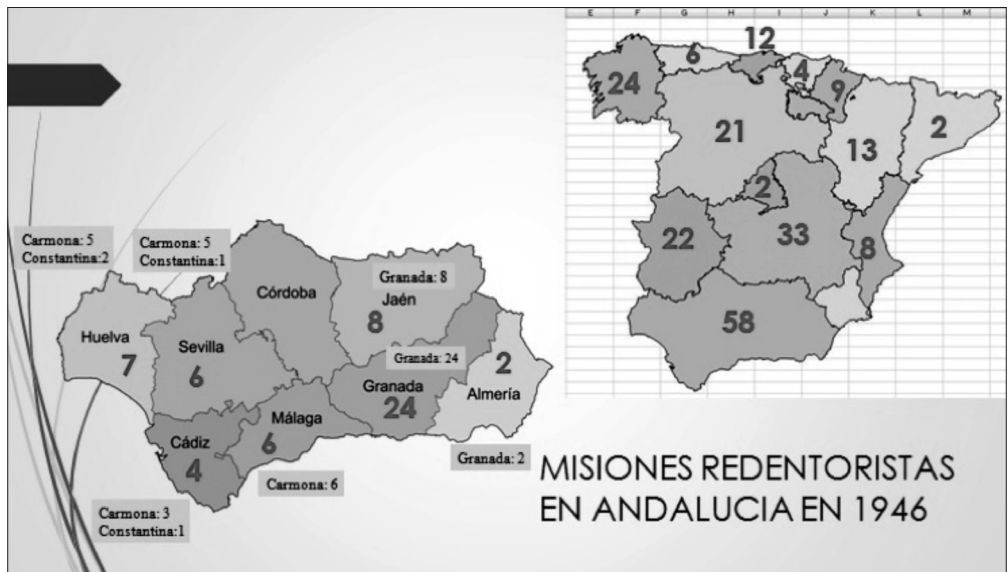 E F G H I J K L M
12
6
4
24
9
21
2
13
2
22
33
8
58
Carmona: 5
Constantina:2
Carmona: 5
Constantina:1
Granada: 8
Córdoba
Jaén
8
Huelva
7
Sevilla
6
Granada: 24
Granada
24
2
Almería
Málaga
6
Cádiz
4
Granada: 2
Carmona: 6
Carmona: 3
Constantina:1
MISIONES REDENTORISTAS
EN ANDALUCIA EN 1946